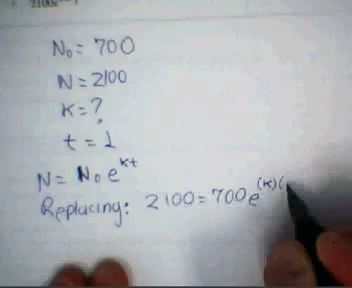 N₀ = 700
N = 2100
K = ?
t = 1
N = N₀ e^kt
Replacing: 2100 = 700 e^(k)(